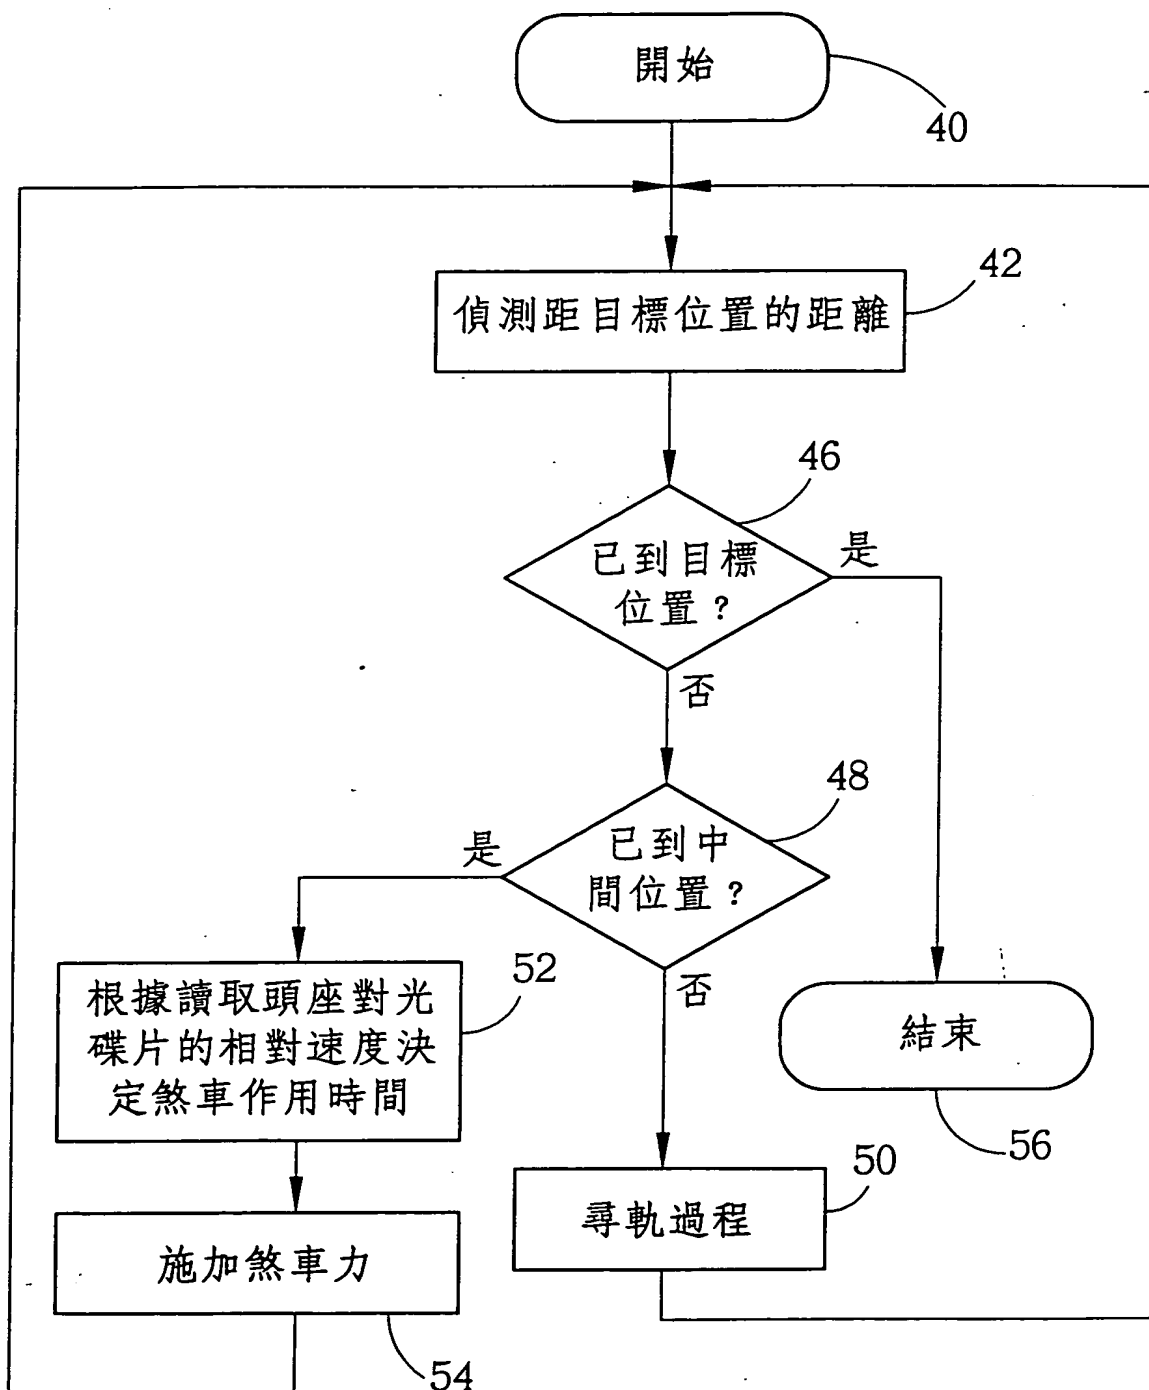 開始
40
偵測距目標位置的距離
42
46
已到目標
位置?
是
否
48
已到中
間位置?
是
否
52
根據讀取頭座對光
碟片的相對速度決
定煞車作用時間
結束
56
50
尋軌過程
施加煞車力
54